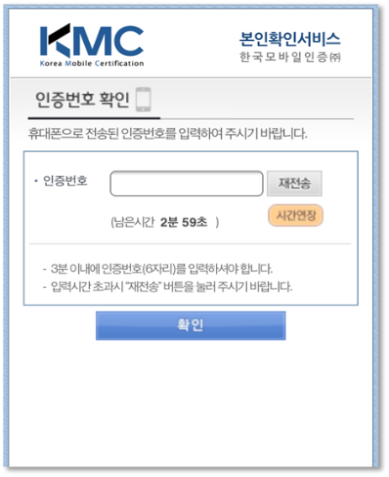 KMC
Korea Mobile Certification
본인확인서비스
한국모바일인증㈜
인증번호 확인
휴대폰으로 전송된 인증번호를 입력하여 주시기 바랍니다.
· 인증번호
재전송
(남은시간 2분 59초 )
시간연장
- 3분 이내에 인증번호(6자리)를 입력하셔야 합니다.
- 입력시간 초과시 "재전송" 버튼을 눌러 주시기 바랍니다.
확인